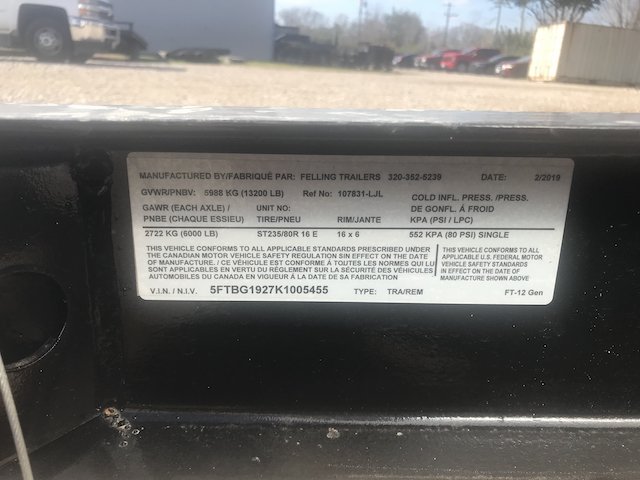 MANUFACTURED BY/FABRIQUÉ PAR: FELLING TRAILERS 320-352-5239 DATE: 2/2019
GVWR/PNBV: 5988 KG (13200 LB) Ref No: 107831-LJL
GAWR (EACH AXLE) / UNIT NO: COLD INFL. PRESS. /PRESS.
PNBE (CHAQUE ESSIEU) TIRE/PNEU RIM/JANTE DE GONFL. À FROID
KPA (PSI / LPC)
2722 KG (6000 LB) ST235/80R 16 E 16 x 6 552 KPA (80 PSI) SINGLE
THIS VEHICLE CONFORMS TO ALL APPLICABLE STANDARDS PRESCRIBED UNDER
THE CANADIAN MOTOR VEHICLE SAFETY REGULATION SIN EFFECT ON THE DATE
OF MANUFACTURE. / CE VÉHICULE EST CONFORME À TOUTES LES NORMES QUI LUI
SONT APPLICABLES EN VERTU DU RÉGLEMENT SUR LA SÉCURITÉ DES VÉHICULES
AUTOMOBILES DU CANADA EN VIGUEUR A LA DATE DE SA FABRICATION
THIS VEHICLE CONFORMS TO ALL
APPLICABLE U.S. FEDERAL MOTOR
VEHICLE SAFETY STANDARDS
IN EFFECT ON THE DATE OF
MANUFACTURE SHOWN ABOVE
V.I.N. / N.I.V. 5FTBG1927K1005455 TYPE: TRA/REM FT-12 Gen